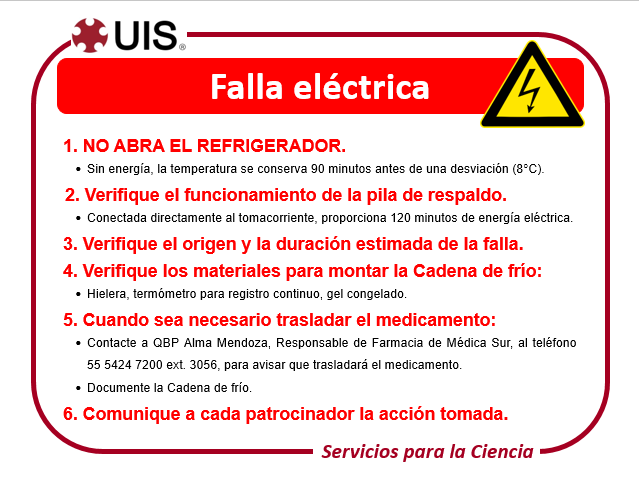 UIS®
Falla eléctrica
1. NO ABRA EL REFRIGERADOR.
• Sin energía, la temperatura se conserva 90 minutos antes de una desviación (8°C).
2. Verifique el funcionamiento de la pila de respaldo.
• Conectada directamente al tomacorriente, proporciona 120 minutos de energía eléctrica.
3. Verifique el origen y la duración estimada de la falla.
4. Verifique los materiales para montar la Cadena de frío:
• Hielera, termómetro para registro continuo, gel congelado.
5. Cuando sea necesario trasladar el medicamento:
• Contacte a QBP Alma Mendoza, Responsable de Farmacia de Médica Sur, al teléfono
55 5424 7200 ext. 3056, para avisar que trasladará el medicamento.
• Documente la Cadena de frío.
6. Comunique a cada patrocinador la acción tomada.
Servicios para la Ciencia